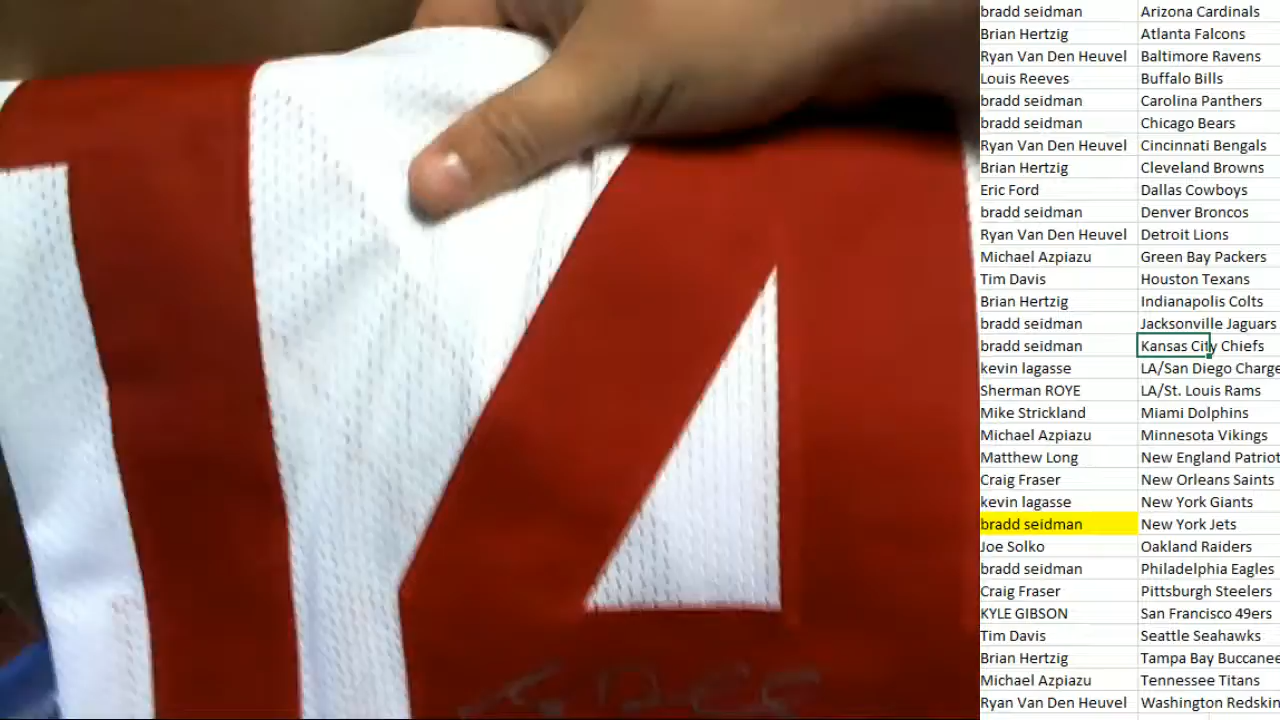 4
bradd seidman Arizona Cardinals
Brian Hertzig Atlanta Falcons
Ryan Van Den Heuvel Baltimore Ravens
Louis Reeves Buffalo Bills
bradd seidman Carolina Panthers
bradd seidman Chicago Bears
Ryan Van Den Heuvel Cincinnati Bengals
Brian Hertzig Cleveland Browns
Eric Ford Dallas Cowboys
bradd seidman Denver Broncos
Ryan Van Den Heuvel Detroit Lions
Michael Azpiazu Green Bay Packers
Tim Davis Houston Texans
Brian Hertzig Indianapolis Colts
bradd seidman Jacksonville Jaguars
bradd seidman Kansas City Chiefs
kevin lagasse LA/San Diego Charge
Sherman ROYE LA/St. Louis Rams
Mike Strickland Miami Dolphins
Michael Azpiazu Minnesota Vikings
Matthew Long New England Patriot
Craig Fraser New Orleans Saints
kevin lagasse New York Giants
bradd seidman New York Jets
Joe Solko Oakland Raiders
bradd seidman Philadelphia Eagles
Craig Fraser Pittsburgh Steelers
KYLE GIBSON San Francisco 49ers
Tim Davis Seattle Seahawks
Brian Hertzig Tampa Bay Buccanee
Michael Azpiazu Tennessee Titans
Ryan Van Den Heuvel Washington Redskin